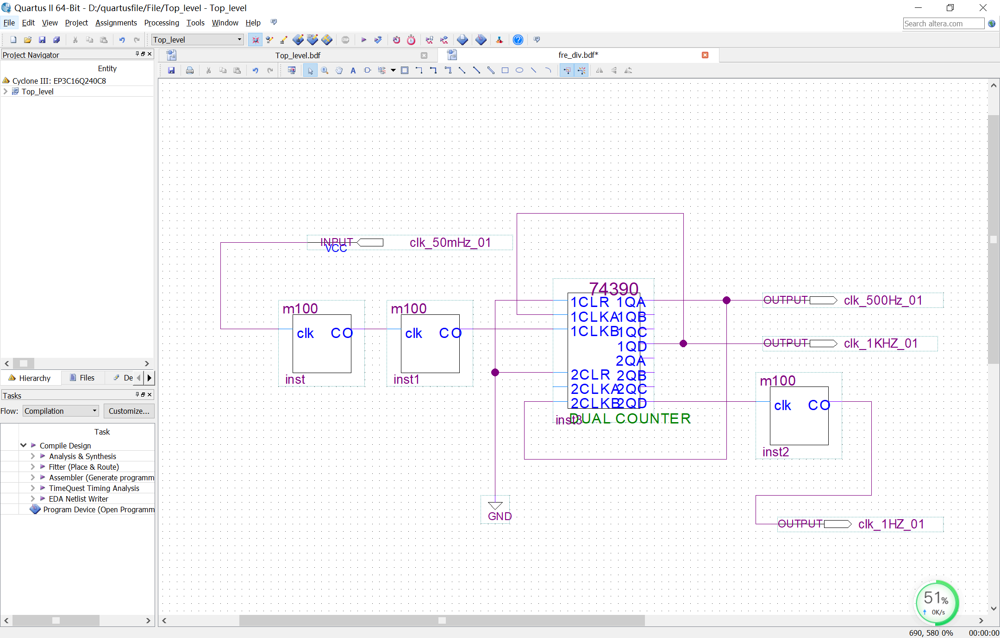 Quartus II 64-Bit - D:/quartusfile/File/Top_level - Top_level
File Edit View Project Assignments Processing Tools Window Help
Search altera.com
Top_level
STOP
Project Navigator
Entity
Cyclone III: EP3C16Q240C8
Top_level
Hierarchy Files De
Tasks
Flow: Compilation Customize...
Task
Compile Design
Analysis & Synthesis
Fitter (Place & Route)
Assembler (Generate programm
TimeQuest Timing Analysis
EDA Netlist Writer
Program Device (Open Programm
Top_level.bdf
fre_div.bdf*
INPUT
VCC
clk_50mHz_01
m100
clk CO
inst
m100
clk CO
inst1
74390
1CLR 1QA
1CLKA 1QB
1CLKB 1QC
1QD
2QA
2CLR 2QB
2CLKA 2QC
2CLKB 2QD
inst3
DUAL COUNTER
OUTPUT clk_500Hz_01
OUTPUT clk_1KHZ_01
m100
clk CO
inst2
GND
OUTPUT clk_1HZ_01
51%
0K/s
690, 580 0% 00:00:00